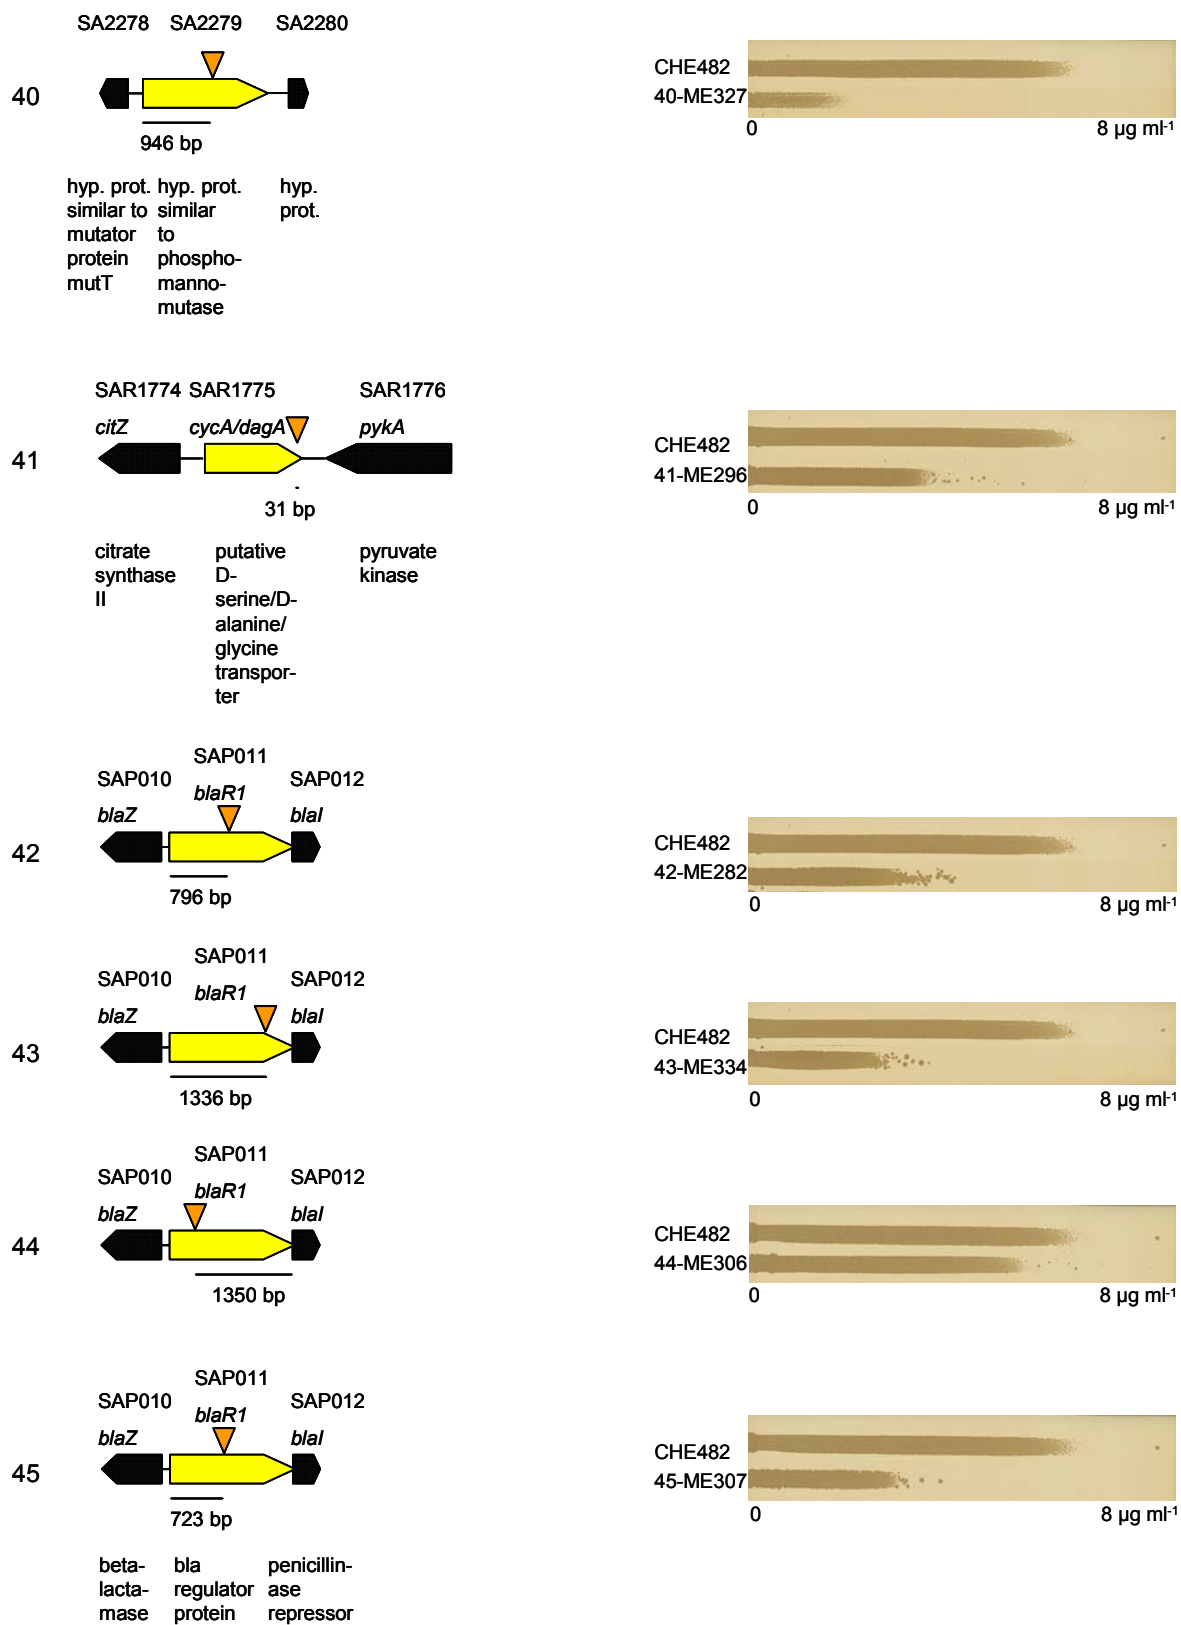 SA2278 SA2279 SA2280
40
946 bp
hyp. prot. hyp. prot. hyp.
similar to similar prot.
mutator to
protein phospho-
mutT manno-
mutase
CHE482
40-ME327
0 8 µg ml-1
SAR1774 SAR1775 SAR1776
citZ cycA/dagA pykA
41
31 bp
citrate putative pyruvate
synthase D- kinase
II serine/D-
alanine/
glycine
transpor-
ter
CHE482
41-ME296
0 8 µg ml-1
SAP011
SAP010 SAP012
blaR1
blaZ blaI
42
796 bp
CHE482
42-ME282
0 8 µg ml-1
SAP011
SAP010 SAP012
blaR1
blaZ blaI
43
1336 bp
CHE482
43-ME334
0 8 µg ml-1
SAP011
SAP010 SAP012
blaR1
blaZ blaI
44
1350 bp
CHE482
44-ME306
0 8 µg ml-1
SAP011
SAP010 SAP012
blaR1
blaZ blaI
45
723 bp
beta- bla penicillin-
lacta- regulator ase
mase protein repressor
CHE482
45-ME307
0 8 µg ml-1